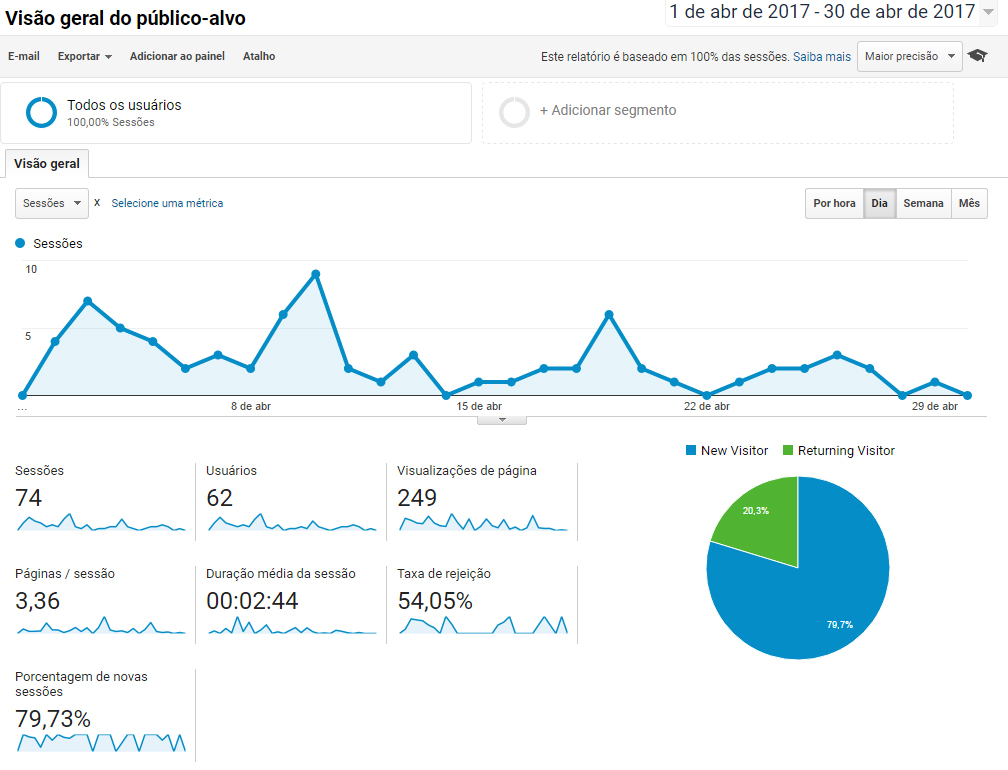 Visão geral do público-alvo
1 de abr de 2017 - 30 de abr de 2017
E-mail Exportar Adicionar ao painel Atalho
Este relatório é baseado em 100% das sessões. Saiba mais Maior precisão
Todos os usuários
100,00% Sessões
+ Adicionar segmento
Visão geral
Sessões x Selecione uma métrica
Por hora Dia Semana Mês
Sessões
10
5
... 8 de abr 15 de abr 22 de abr 29 de abr
New Visitor Returning Visitor
Sessões
74
Usuários
62
Visualizações de página
249
Páginas / sessão
3,36
Duração média da sessão
00:02:44
Taxa de rejeição
54,05%
Porcentagem de novas
sessões
79,73%
20,3%
79,7%